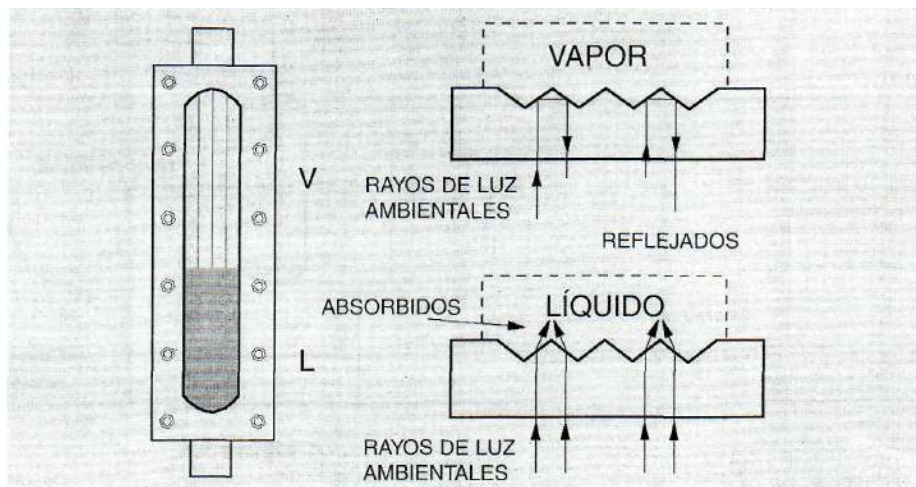 V
L
VAPOR
RAYOS DE LUZ
AMBIENTALES
REFLEJADOS
ABSORBIDOS
LÍQUIDO
RAYOS DE LUZ
AMBIENTALES